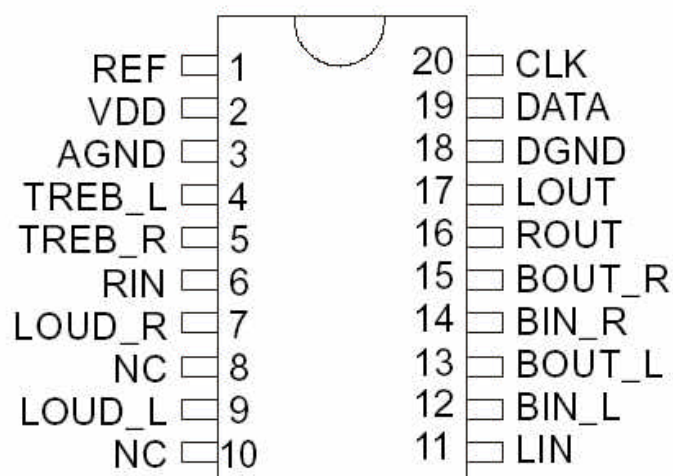 REF 1 20 CLK
VDD 2 19 DATA
AGND 3 18 DGND
TREB_L 4 17 LOUT
TREB_R 5 16 ROUT
RIN 6 15 BOUT_R
LOUD_R 7 14 BIN_R
NC 8 13 BOUT_L
LOUD_L 9 12 BIN_L
NC 10 11 LIN